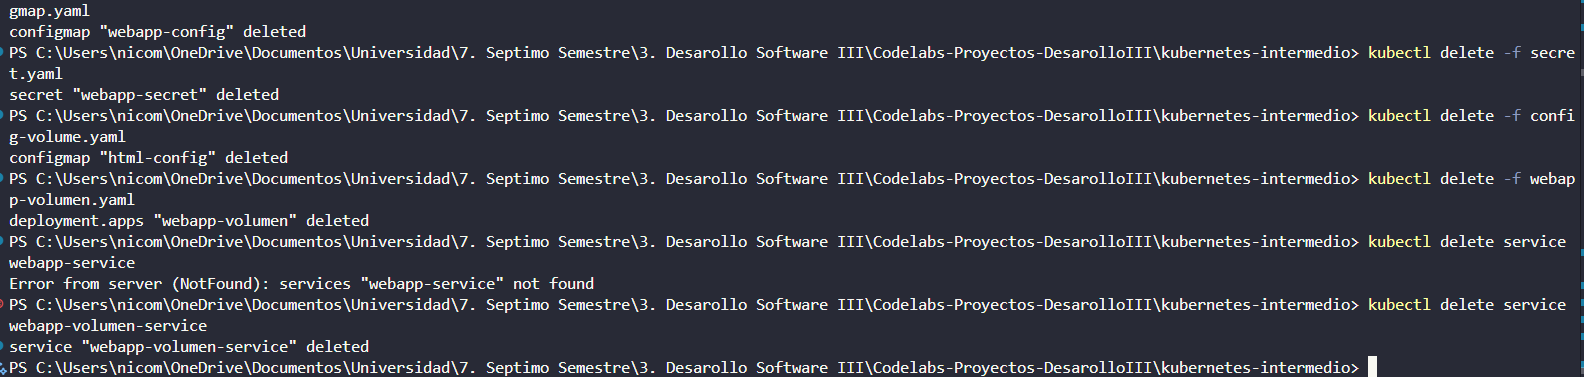 gmap.yaml
configmap "webapp-config" deleted
PS C:\Users\nicom\OneDrive\Documentos\Universidad\7. Septimo Semestre\3. Desarollo Software III\Codelabs-Proyectos-DesarolloIII\kubernetes-intermedio> kubectl delete -f secre
t.yaml
secret "webapp-secret" deleted
PS C:\Users\nicom\OneDrive\Documentos\Universidad\7. Septimo Semestre\3. Desarollo Software III\Codelabs-Proyectos-DesarolloIII\kubernetes-intermedio> kubectl delete -f confi
g-volume.yaml
configmap "html-config" deleted
PS C:\Users\nicom\OneDrive\Documentos\Universidad\7. Septimo Semestre\3. Desarollo Software III\Codelabs-Proyectos-DesarolloIII\kubernetes-intermedio> kubectl delete -f webap
p-volumen.yaml
deployment.apps "webapp-volumen" deleted
PS C:\Users\nicom\OneDrive\Documentos\Universidad\7. Septimo Semestre\3. Desarollo Software III\Codelabs-Proyectos-DesarolloIII\kubernetes-intermedio> kubectl delete service
webapp-service
Error from server (NotFound): services "webapp-service" not found
PS C:\Users\nicom\OneDrive\Documentos\Universidad\7. Septimo Semestre\3. Desarollo Software III\Codelabs-Proyectos-DesarolloIII\kubernetes-intermedio> kubectl delete service
webapp-volumen-service
service "webapp-volumen-service" deleted
PS C:\Users\nicom\OneDrive\Documentos\Universidad\7. Septimo Semestre\3. Desarollo Software III\Codelabs-Proyectos-DesarolloIII\kubernetes-intermedio>